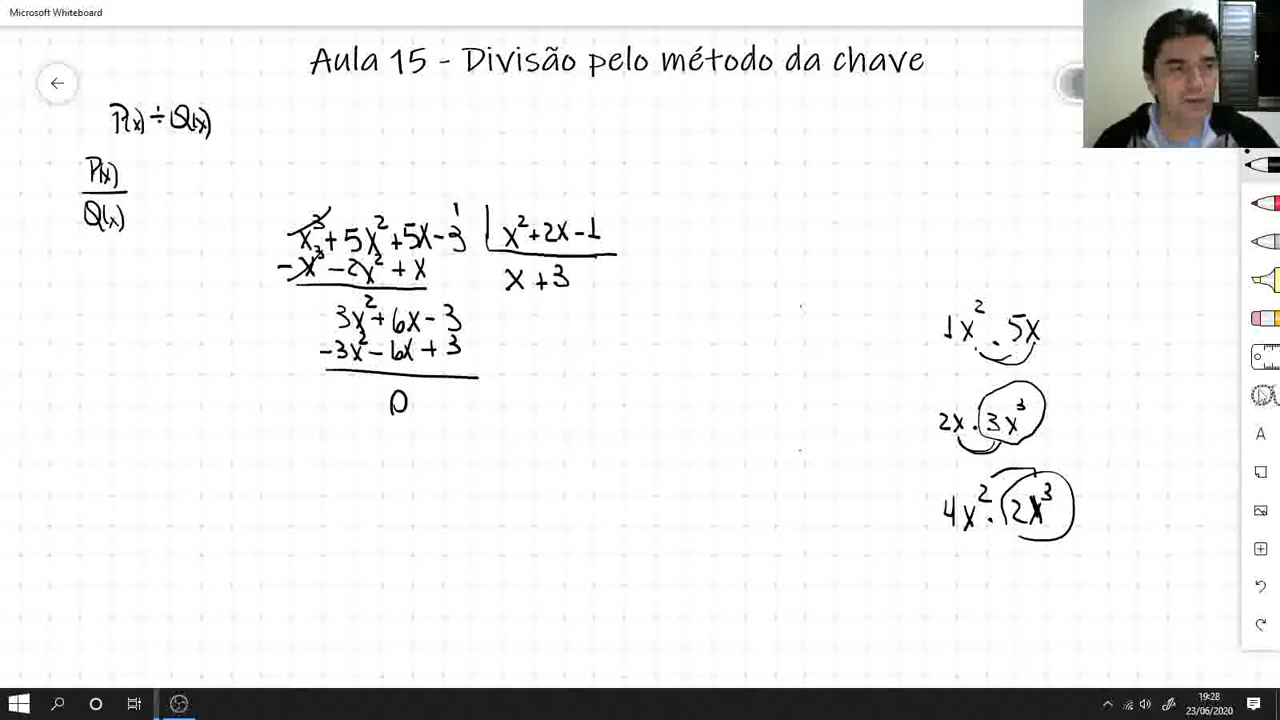 Microsoft Whiteboard
Aula 15 - Divisão pelo método da chave
P(x) ÷ Q(x)
P(x)
Q(x)
x³ + 5x² + 5x - 3 | x² + 2x - 1
-x³ - 2x² + x
x + 3
3x² + 6x - 3
-3x² - 6x + 3
0
1x² . 5x
2x . 3x³
4x² . 2x³
A
19:28
23/06/2020